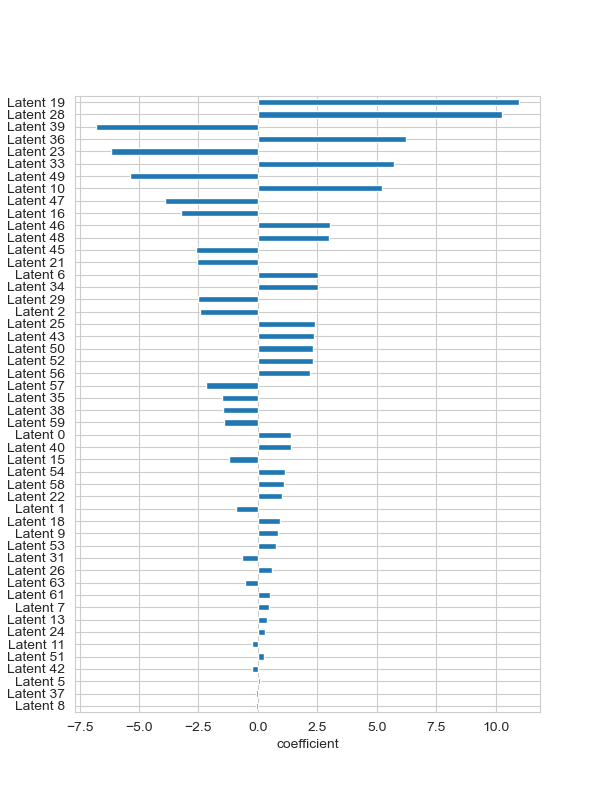 Latent 19
Latent 28
Latent 39
Latent 36
Latent 23
Latent 33
Latent 49
Latent 10
Latent 47
Latent 16
Latent 46
Latent 48
Latent 45
Latent 21
Latent 6
Latent 34
Latent 29
Latent 2
Latent 25
Latent 43
Latent 50
Latent 52
Latent 56
Latent 57
Latent 35
Latent 38
Latent 59
Latent 0
Latent 40
Latent 15
Latent 54
Latent 58
Latent 22
Latent 1
Latent 18
Latent 9
Latent 53
Latent 31
Latent 26
Latent 63
Latent 61
Latent 7
Latent 13
Latent 24
Latent 11
Latent 51
Latent 42
Latent 5
Latent 37
Latent 8
−7.5 −5.0 −2.5 0.0 2.5 5.0 7.5 10.0
coefficient